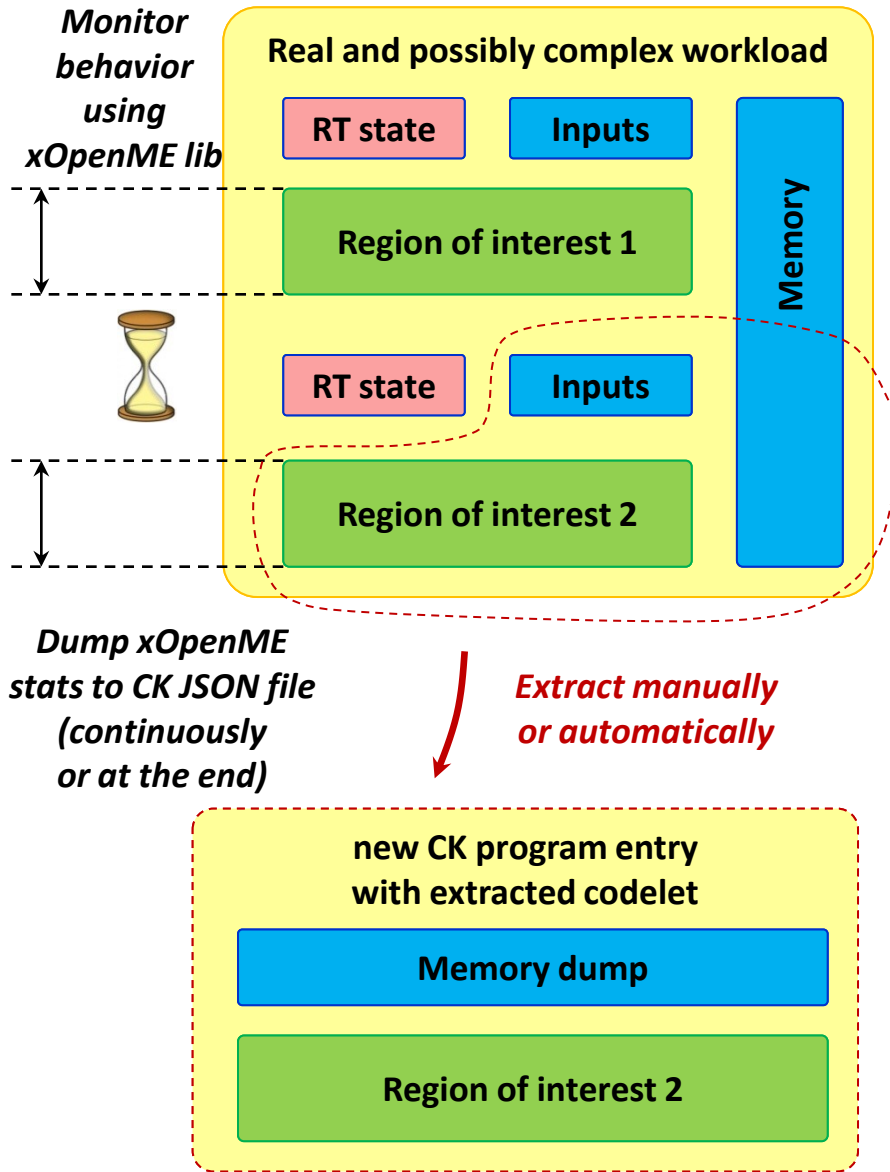 Monitor
behavior
using
xOpenME lib
Real and possibly complex workload
RT state
Inputs
Memory
Region of interest 1
RT state
Inputs
Region of interest 2
Dump xOpenME
stats to CK JSON file
(continuously
or at the end)
Extract manually
or automatically
new CK program entry
with extracted codelet
Memory dump
Region of interest 2